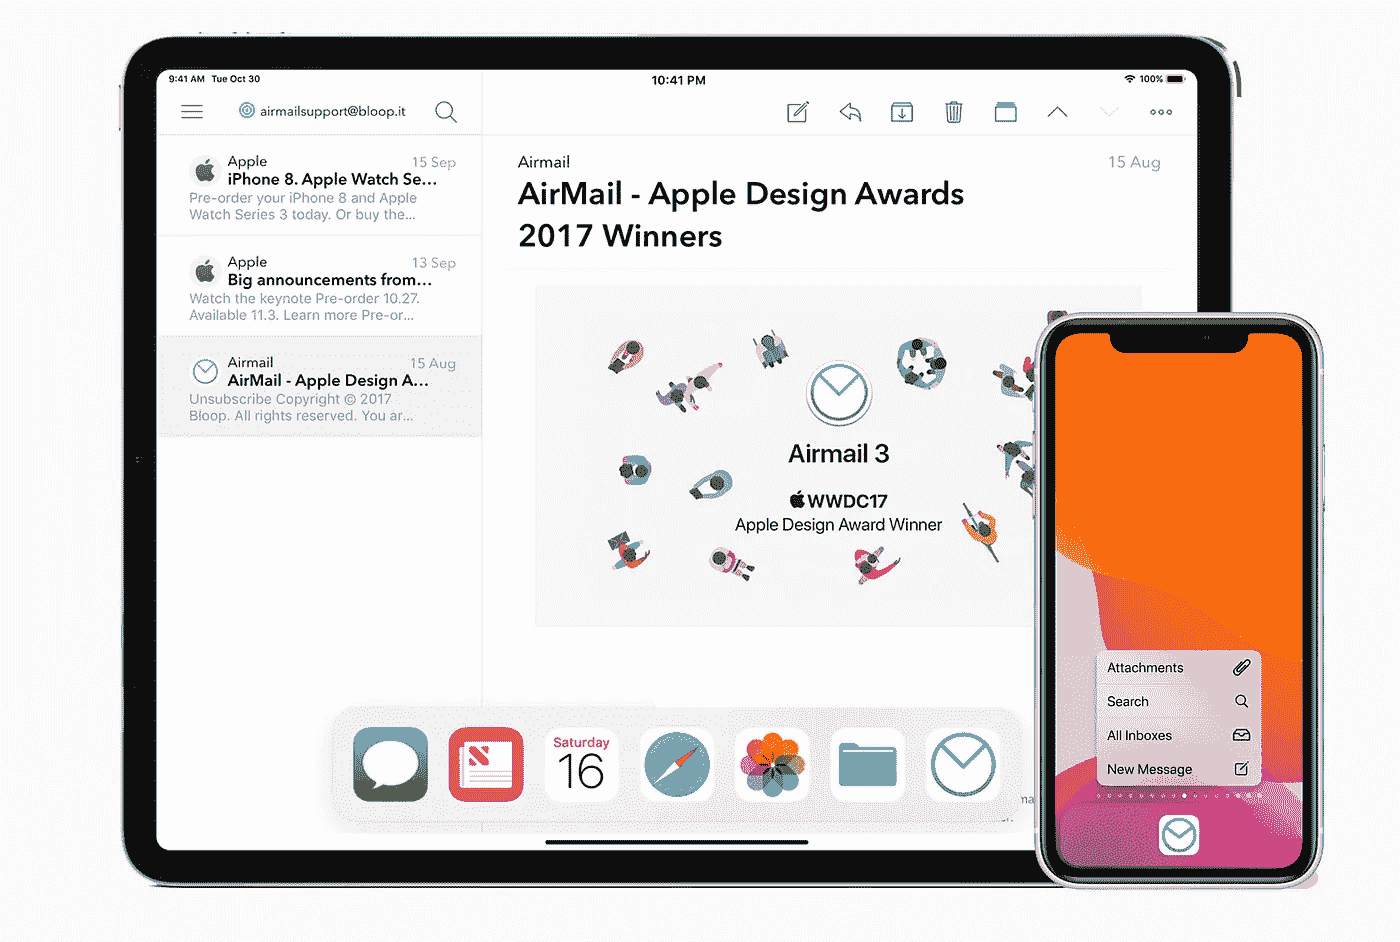 9:41 AM Tue Oct 30
10:41 PM
100%
airmailsupport@bloop.it
Apple
15 Sep
iPhone 8. Apple Watch Se...
Pre-order your iPhone 8 and Apple
Watch Series 3 today. Or buy the...
Apple
13 Sep
Big announcements from...
Watch the keynote Pre-order 10.27.
Available 11.3. Learn more Pre-or...
Airmail
15 Aug
AirMail - Apple Design A...
Unsubscribe Copyright © 2017
Bloop. All rights reserved. You ar...
Airmail
15 Aug
AirMail - Apple Design Awards
2017 Winners
Airmail 3
WWDC17
Apple Design Award Winner
Saturday
16
Attachments
Search
All Inboxes
New Message